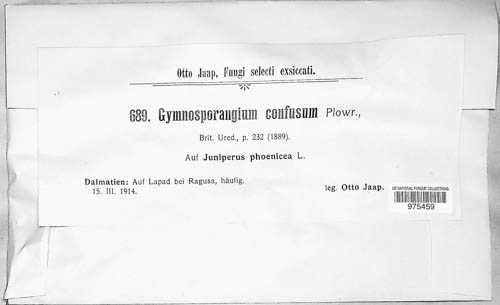 Otto Jaap, Fungi selecti exsiccati.
689. Gymnosporangium confusum Plowr.,
Brit. Ured., p. 232 (1889).
Auf Juniperus phoenicea L.
Dalmatien: Auf Lapad bei Ragusa, häufig.
15. III. 1914.
leg. Otto Jaap.
US NATIONAL FUNGUS COLLECTIONS
975459